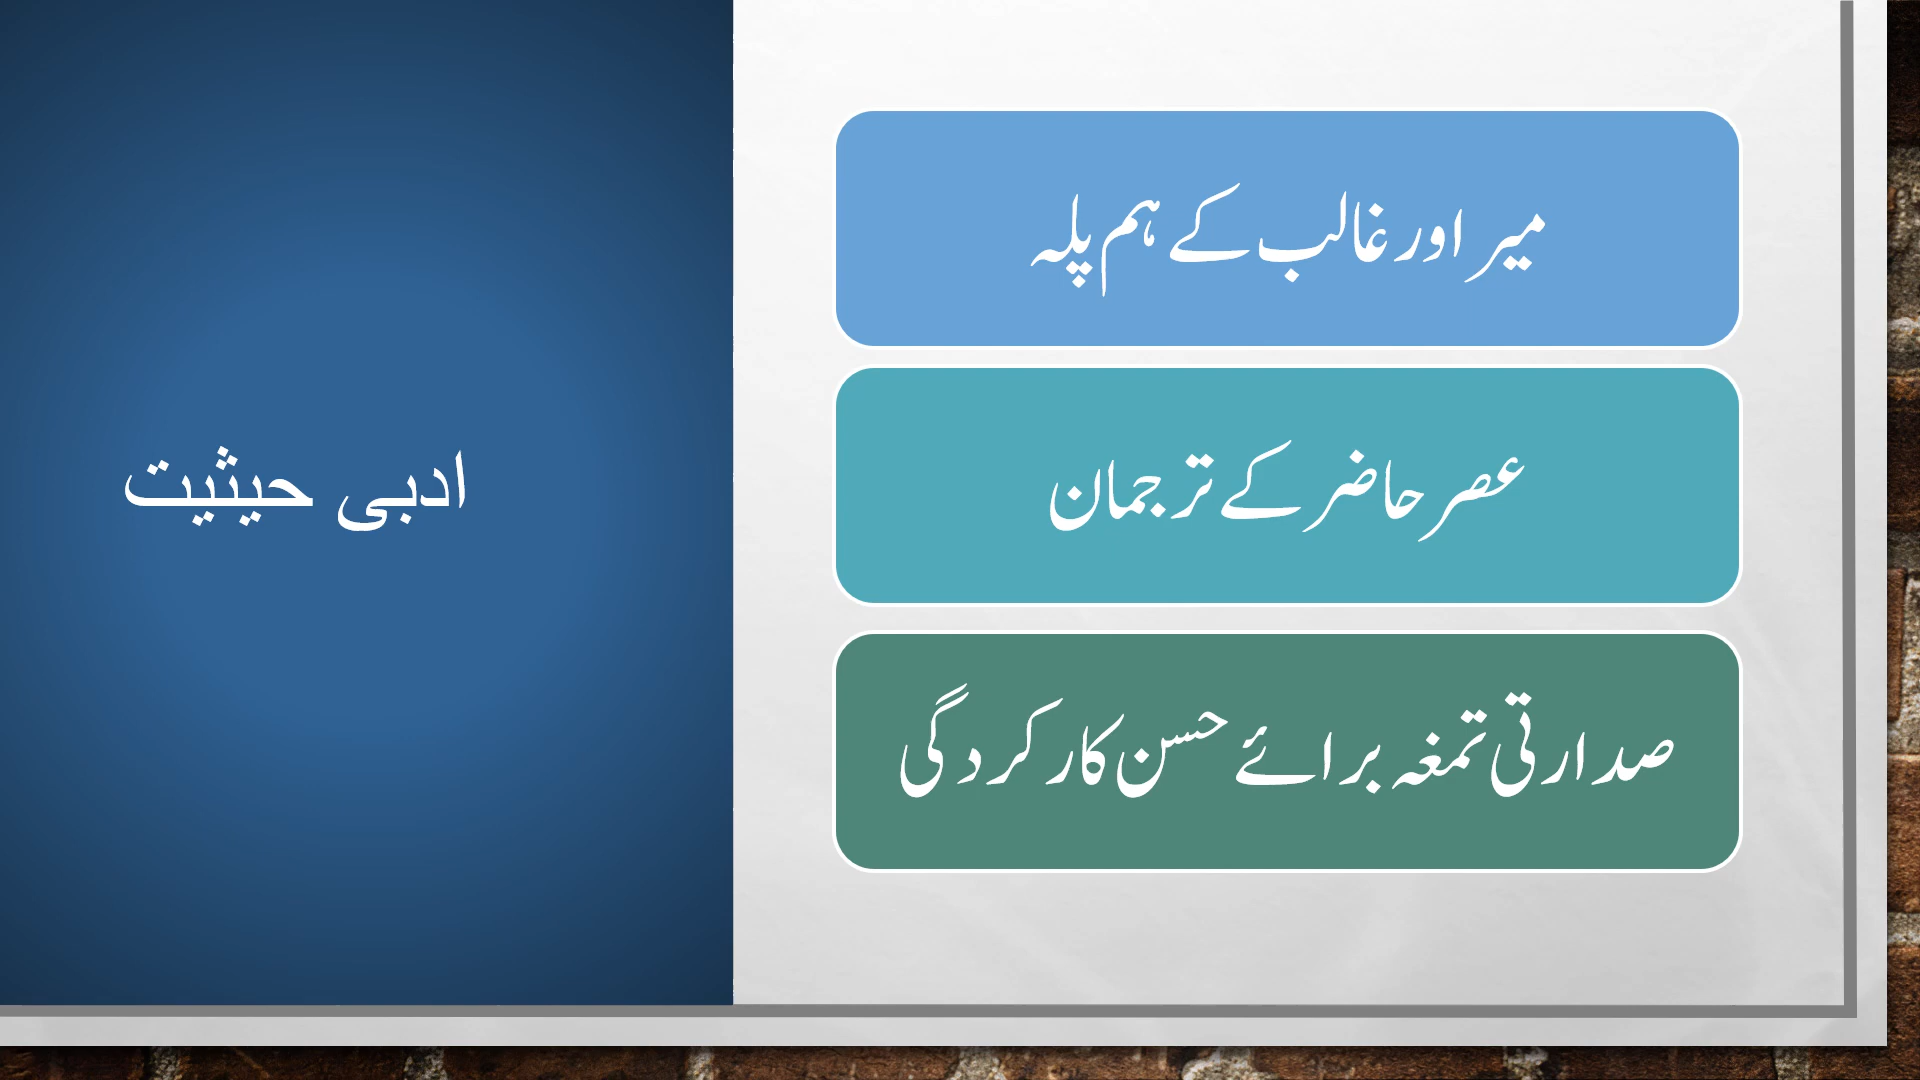 ادبی حیثیت
میر اور غالب کے ہم پلہ
عصر حاضر کے ترجمان
صدارتی تمغہ برائے حسن کارکردگی